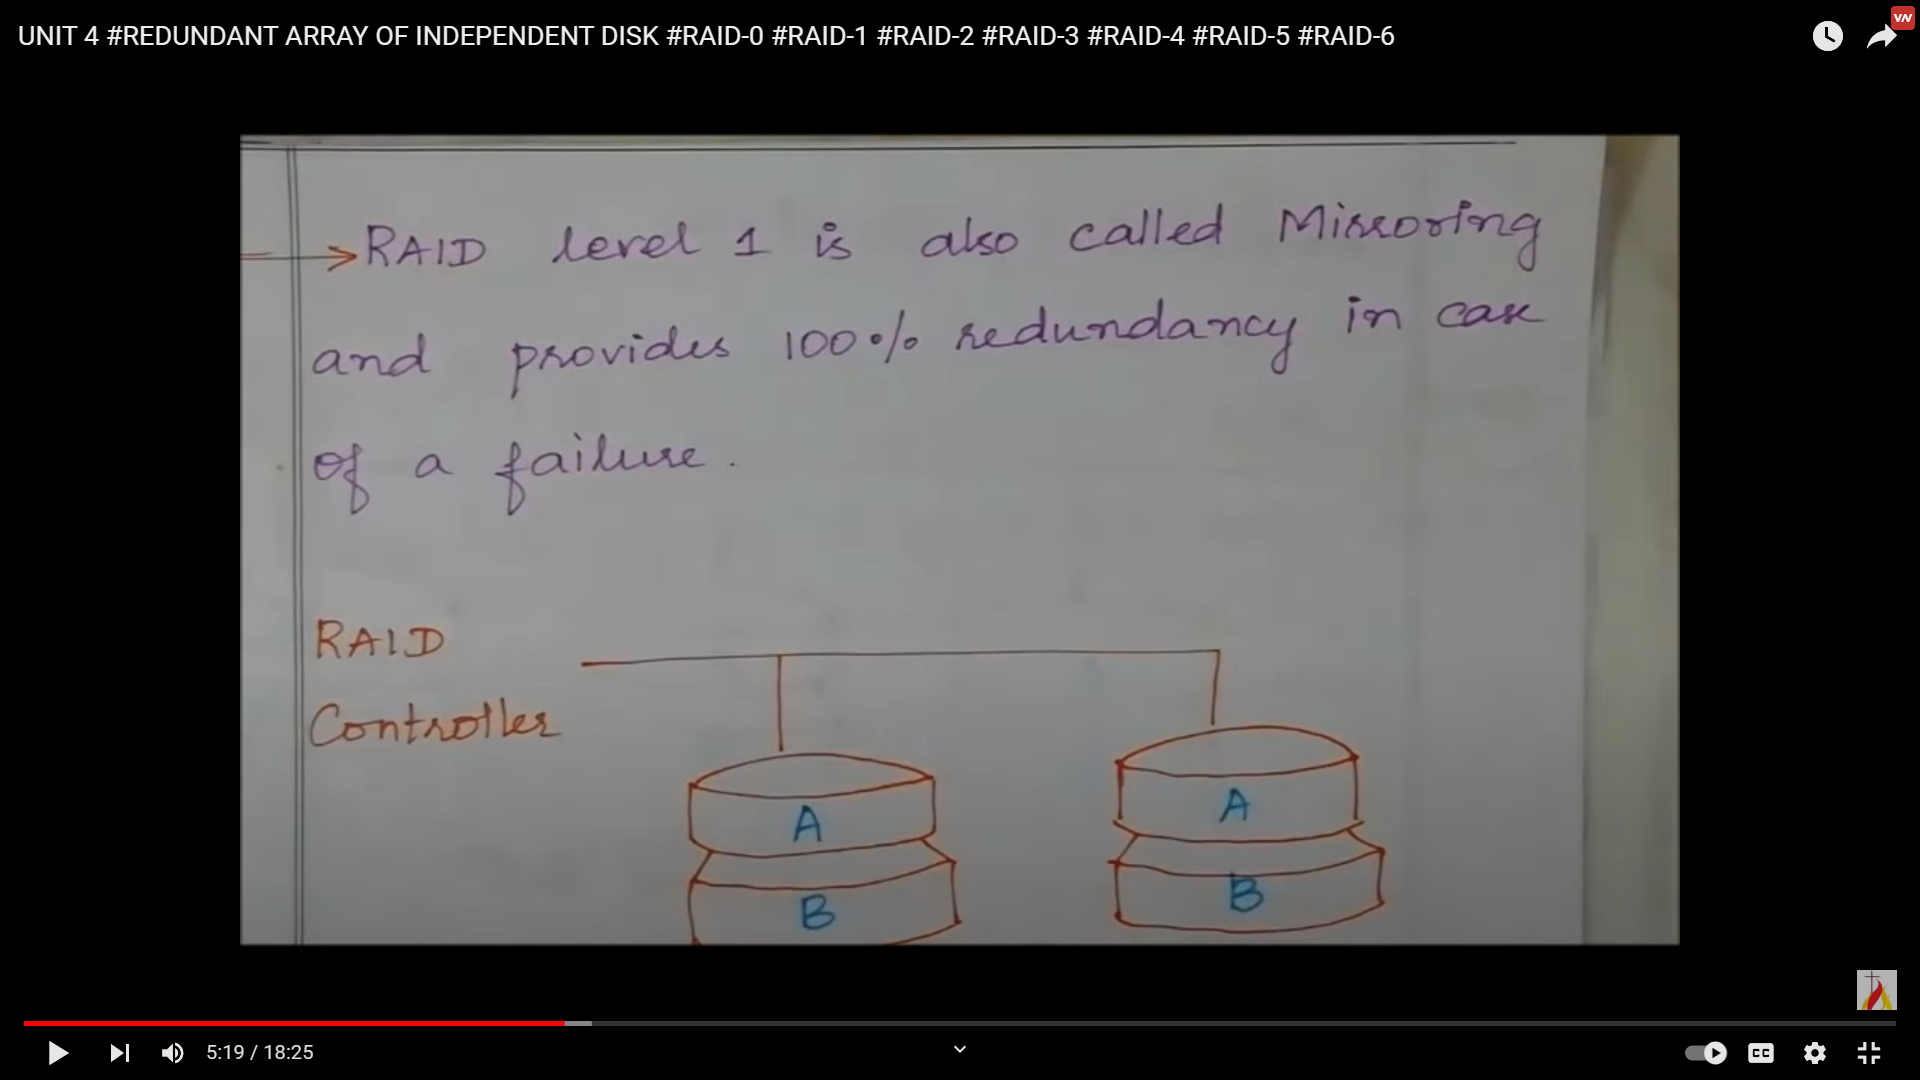 UNIT 4 #REDUNDANT ARRAY OF INDEPENDENT DISK #RAID-0 #RAID-1 #RAID-2 #RAID-3 #RAID-4 #RAID-5 #RAID-6
VN
RAID level 1 is also called Mirroring
and provides 100% redundancy in case
of a failure.
RAID
Controller
A
A
B
B
5:19 / 18:25
CC